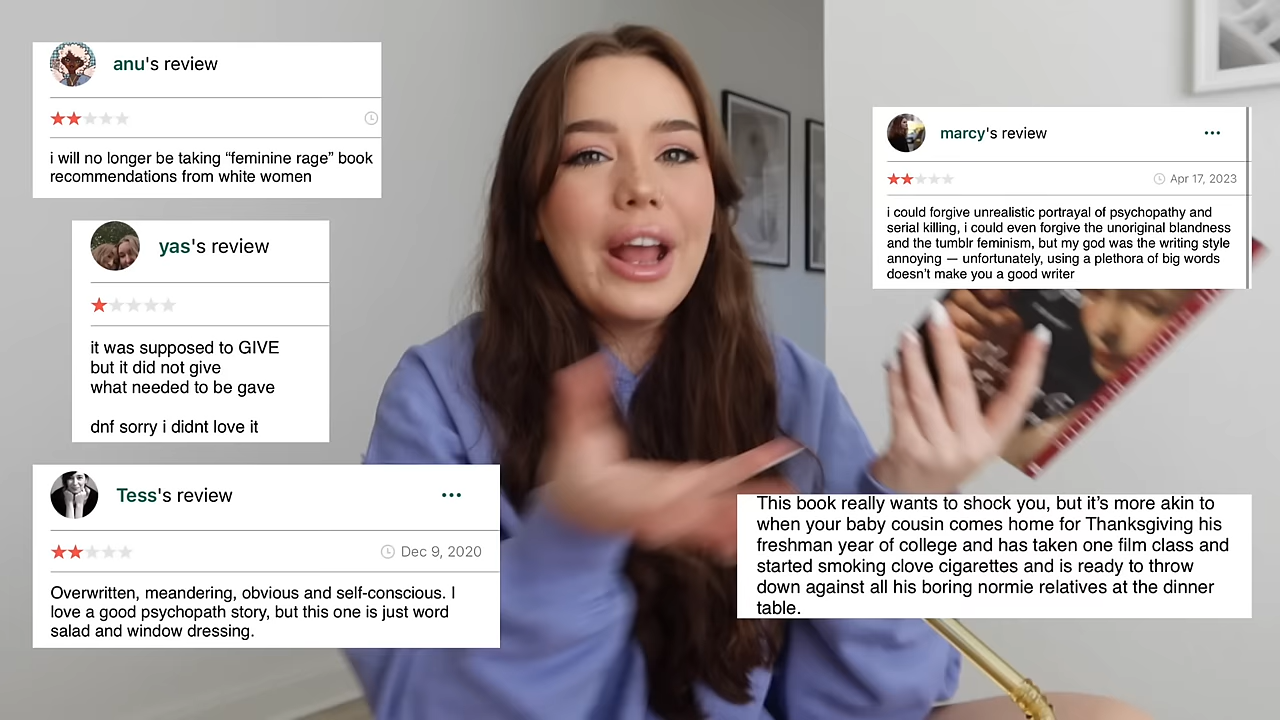 anu's review
i will no longer be taking “feminine rage” book
recommendations from white women
yas's review
it was supposed to GIVE
but it did not give
what needed to be gave
dnf sorry i didnt love it
Tess's review
Dec 9, 2020
Overwritten, meandering, obvious and self-conscious. I
love a good psychopath story, but this one is just word
salad and window dressing.
marcy's review
Apr 17, 2023
i could forgive unrealistic portrayal of psychopathy and
serial killing, i could even forgive the unoriginal blandness
and the tumblr feminism, but my god was the writing style
annoying — unfortunately, using a plethora of big words
doesn't make you a good writer
This book really wants to shock you, but it’s more akin to
when your baby cousin comes home for Thanksgiving his
freshman year of college and has taken one film class and
started smoking clove cigarettes and is ready to throw
down against all his boring normie relatives at the dinner
table.